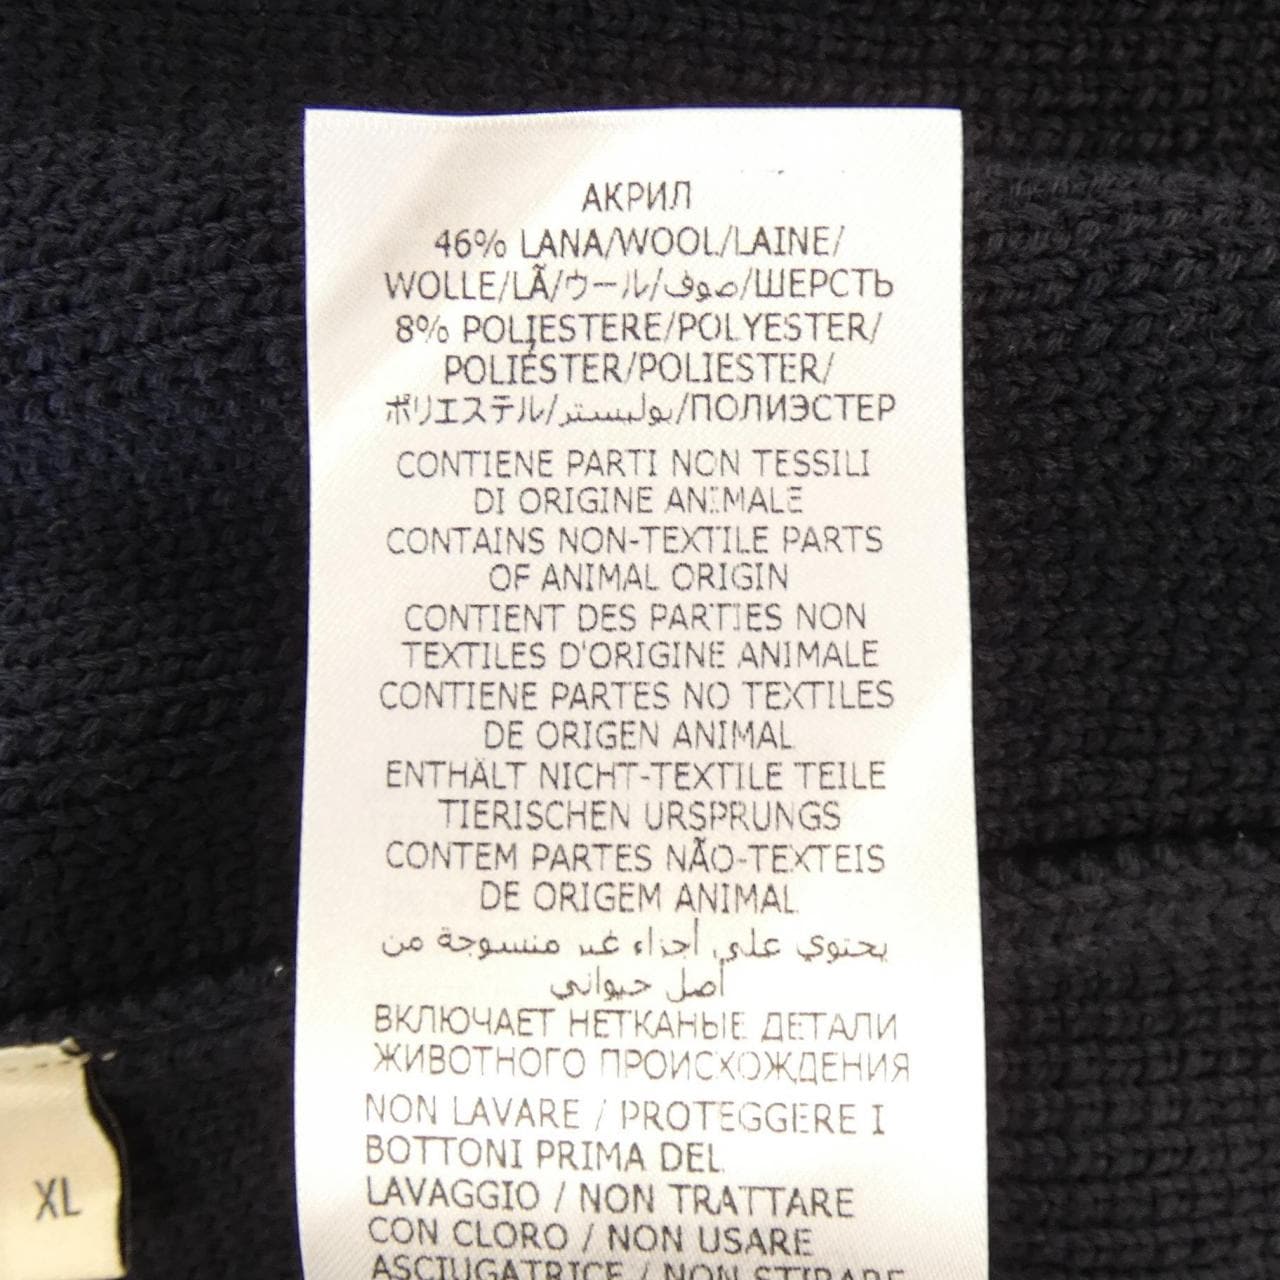 АКРИЛ
46% LANA/WOOL/LAINE/
WOLLE/LÃ/ウール/صوف/ШЕРСТЬ
8% POLIESTERE/POLYESTER/
POLIÉSTER/POLIESTER/
ポリエステル/بوليستر/ПОЛИЭСТЕР
CONTIENE PARTI NON TESSILI
DI ORIGINE ANIMALE
CONTAINS NON-TEXTILE PARTS
OF ANIMAL ORIGIN
CONTIENT DES PARTIES NON
TEXTILES D'ORIGINE ANIMALE
CONTIENE PARTES NO TEXTILES
DE ORIGEN ANIMAL
ENTHÄLT NICHT-TEXTILE TEILE
TIERISCHEN URSPRUNGS
CONTEM PARTES NÃO-TEXTEIS
DE ORIGEM ANIMAL
يحتوي على أجزاء غير منسوجة من
أصل حيواني
ВКЛЮЧАЕТ НЕТКАНЫЕ ДЕТАЛИ
ЖИВОТНОГО ПРОИСХОЖДЕНИЯ
NON LAVARE / PROTEGGERE I
BOTTONI PRIMA DEL
LAVAGGIO / NON TRATTARE
CON CLORO / NON USARE
ASCIUGATRICE / NON STIRARE
XL